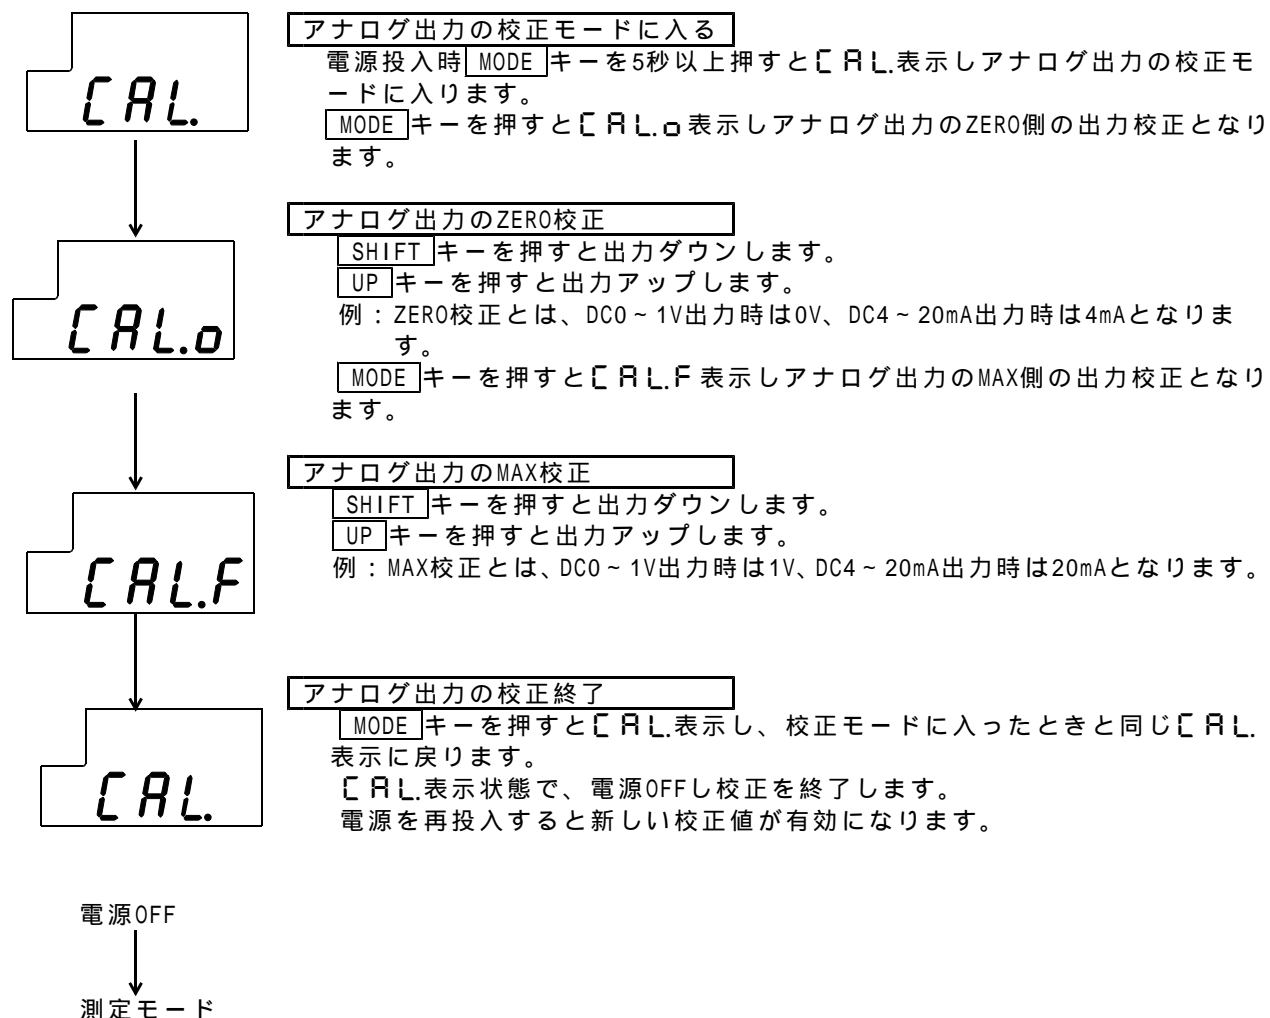 アナログ出力の校正モードに入る
CAL.
電源投入時 MODE キーを5秒以上押すとCAL.表示しアナログ出力の校正モ
ードに入ります。
MODE キーを押すとCAL.o表示しアナログ出力のZERO側の出力校正となり
ます。
アナログ出力のZERO校正
CAL.o
SHIFT キーを押すと出力ダウンします。
UP キーを押すと出力アップします。
例：ZERO校正とは、DC0～1V出力時は0V、DC4～20mA出力時は4mAとなりま
す。
MODE キーを押すとCAL.F表示しアナログ出力のMAX側の出力校正となり
ます。
アナログ出力のMAX校正
CAL.F
SHIFT キーを押すと出力ダウンします。
UP キーを押すと出力アップします。
例：MAX校正とは、DC0～1V出力時は1V、DC4～20mA出力時は20mAとなります。
アナログ出力の校正終了
CAL.
MODE キーを押すとCAL.表示し、校正モードに入ったときと同じCAL.
表示に戻ります。
CAL.表示状態で、電源OFFし校正を終了します。
電源を再投入すると新しい校正値が有効になります。
電源OFF
測定モード